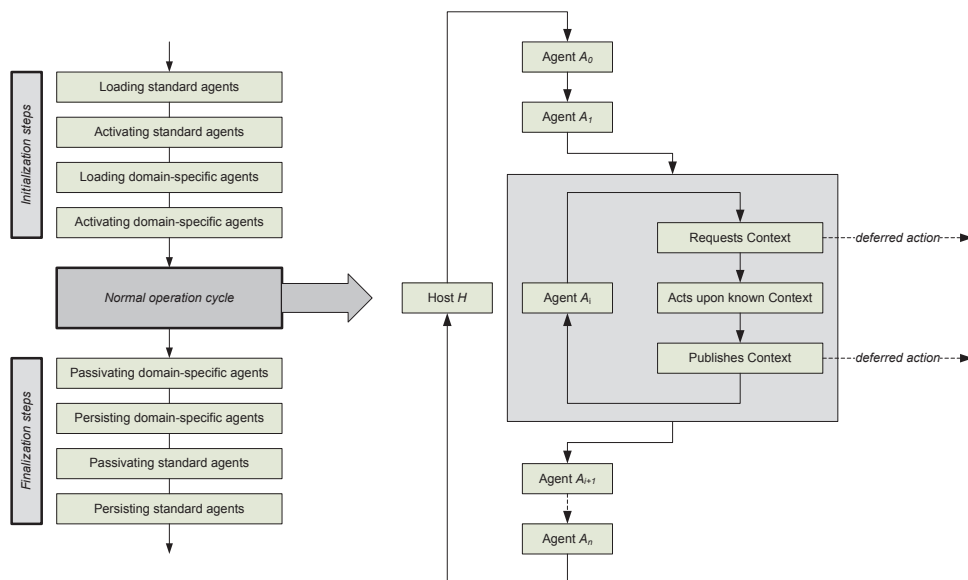 Initialization steps
Loading standard agents
Activating standard agents
Loading domain-specific agents
Activating domain-specific agents
Normal operation cycle
Finalization steps
Passivating domain-specific agents
Persisting domain-specific agents
Passivating standard agents
Persisting standard agents
Host H
Agent A0
Agent A1
Agent Ai
Requests Context
deferred action
Acts upon known Context
Publishes Context
deferred action
Agent Ai+1
Agent An